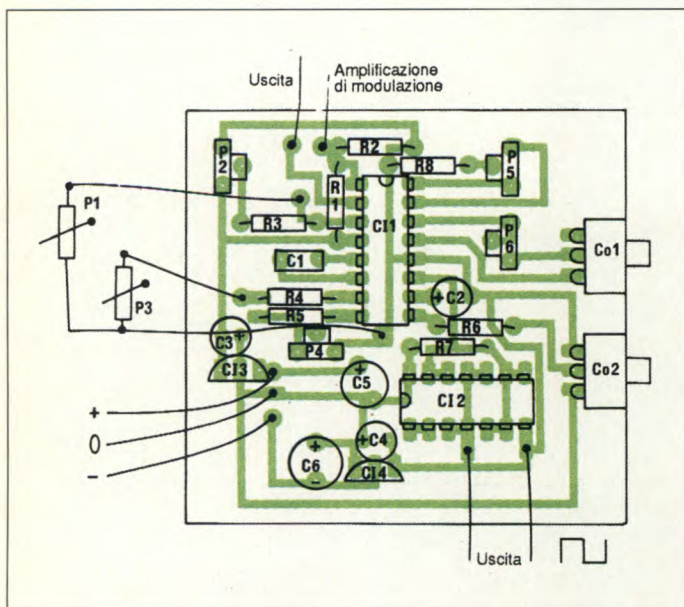 Uscita
Amplificazione
di modulazione
P2
R2
R8
P5
P1
R1
CI1
R3
P6
Co1
C1
P3
R4
C2
R5
R6
C3
P4
R7
Co2
CI3
C5
CI2
+
0
−
C4
C6
CI4
Uscita